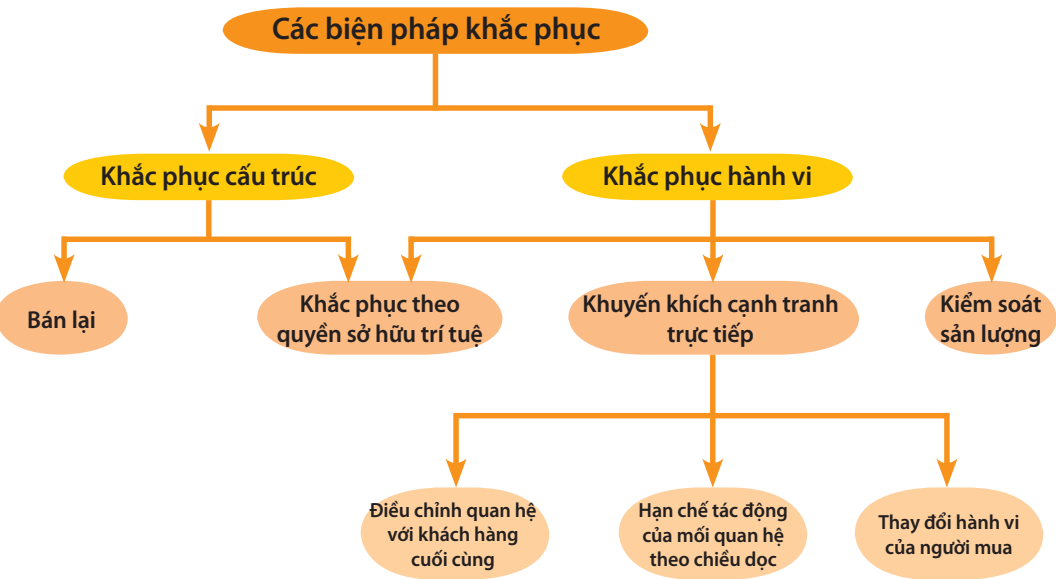 Các biện pháp khắc phục
Khắc phục cấu trúc
Khắc phục hành vi
Bán lại
Khắc phục theo
quyền sở hữu trí tuệ
Khuyến khích cạnh tranh
trực tiếp
Kiểm soát
sản lượng
Điều chỉnh quan hệ
với khách hàng
cuối cùng
Hạn chế tác động
của mối quan hệ
theo chiều dọc
Thay đổi hành vi
của người mua